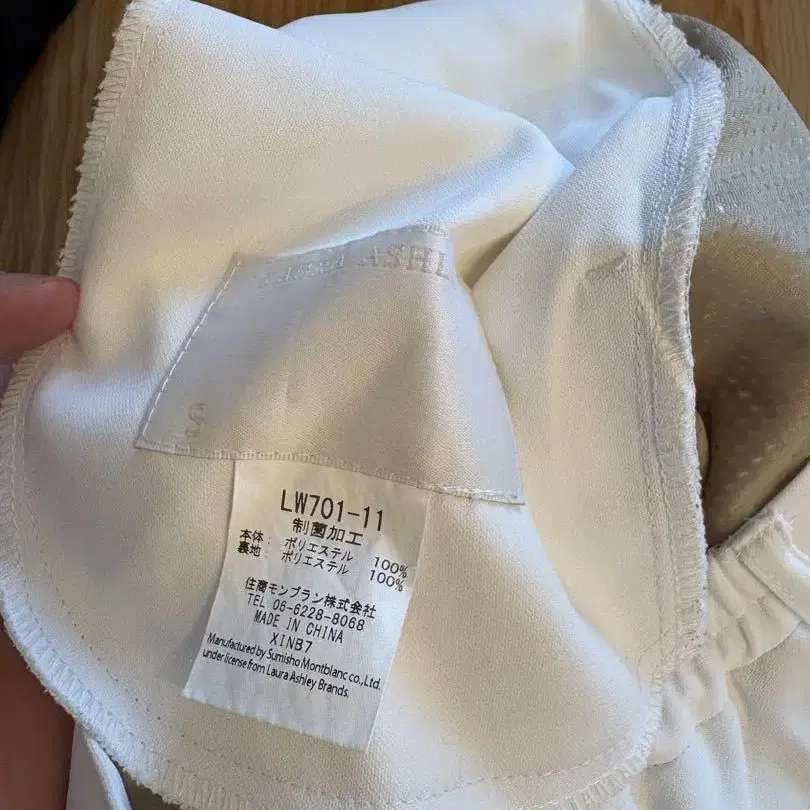 LAURA ASHL
S
LW701-11
制菌加工
本体: ポリエステル 100%
裏地: ポリエステル 100%
住商モンブラン株式会社
TEL 06-6228-8068
MADE IN CHINA
XINB7
Manufactured by Sumisho Montblanc co., Ltd.
under license from Laura Ashley Brands.